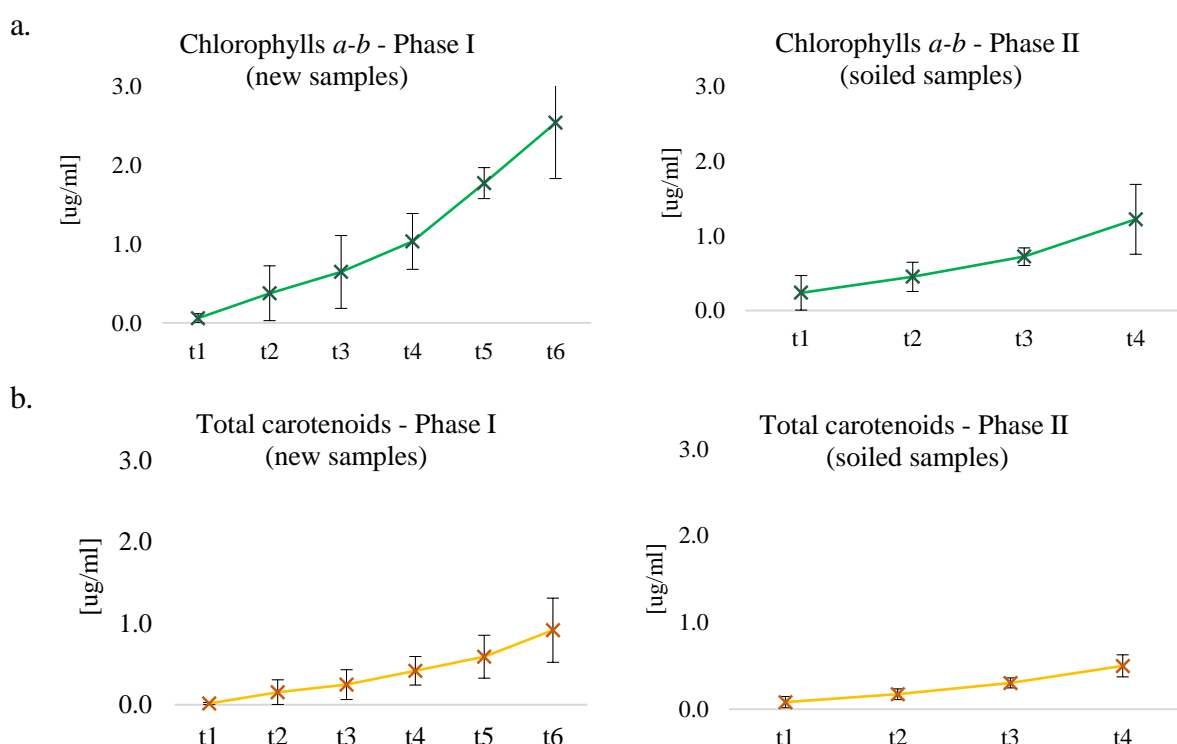 a.
Chlorophylls a-b - Phase I
(new samples)
3.0
2.0
1.0
0.0
[ug/ml]
t1 t2 t3 t4 t5 t6
Chlorophylls a-b - Phase II
(soiled samples)
3.0
2.0
1.0
0.0
[ug/ml]
t1 t2 t3 t4
b.
Total carotenoids - Phase I
(new samples)
3.0
2.0
1.0
0.0
[ug/ml]
t1 t2 t3 t4 t5 t6
Total carotenoids - Phase II
(soiled samples)
3.0
2.0
1.0
0.0
[ug/ml]
t1 t2 t3 t4